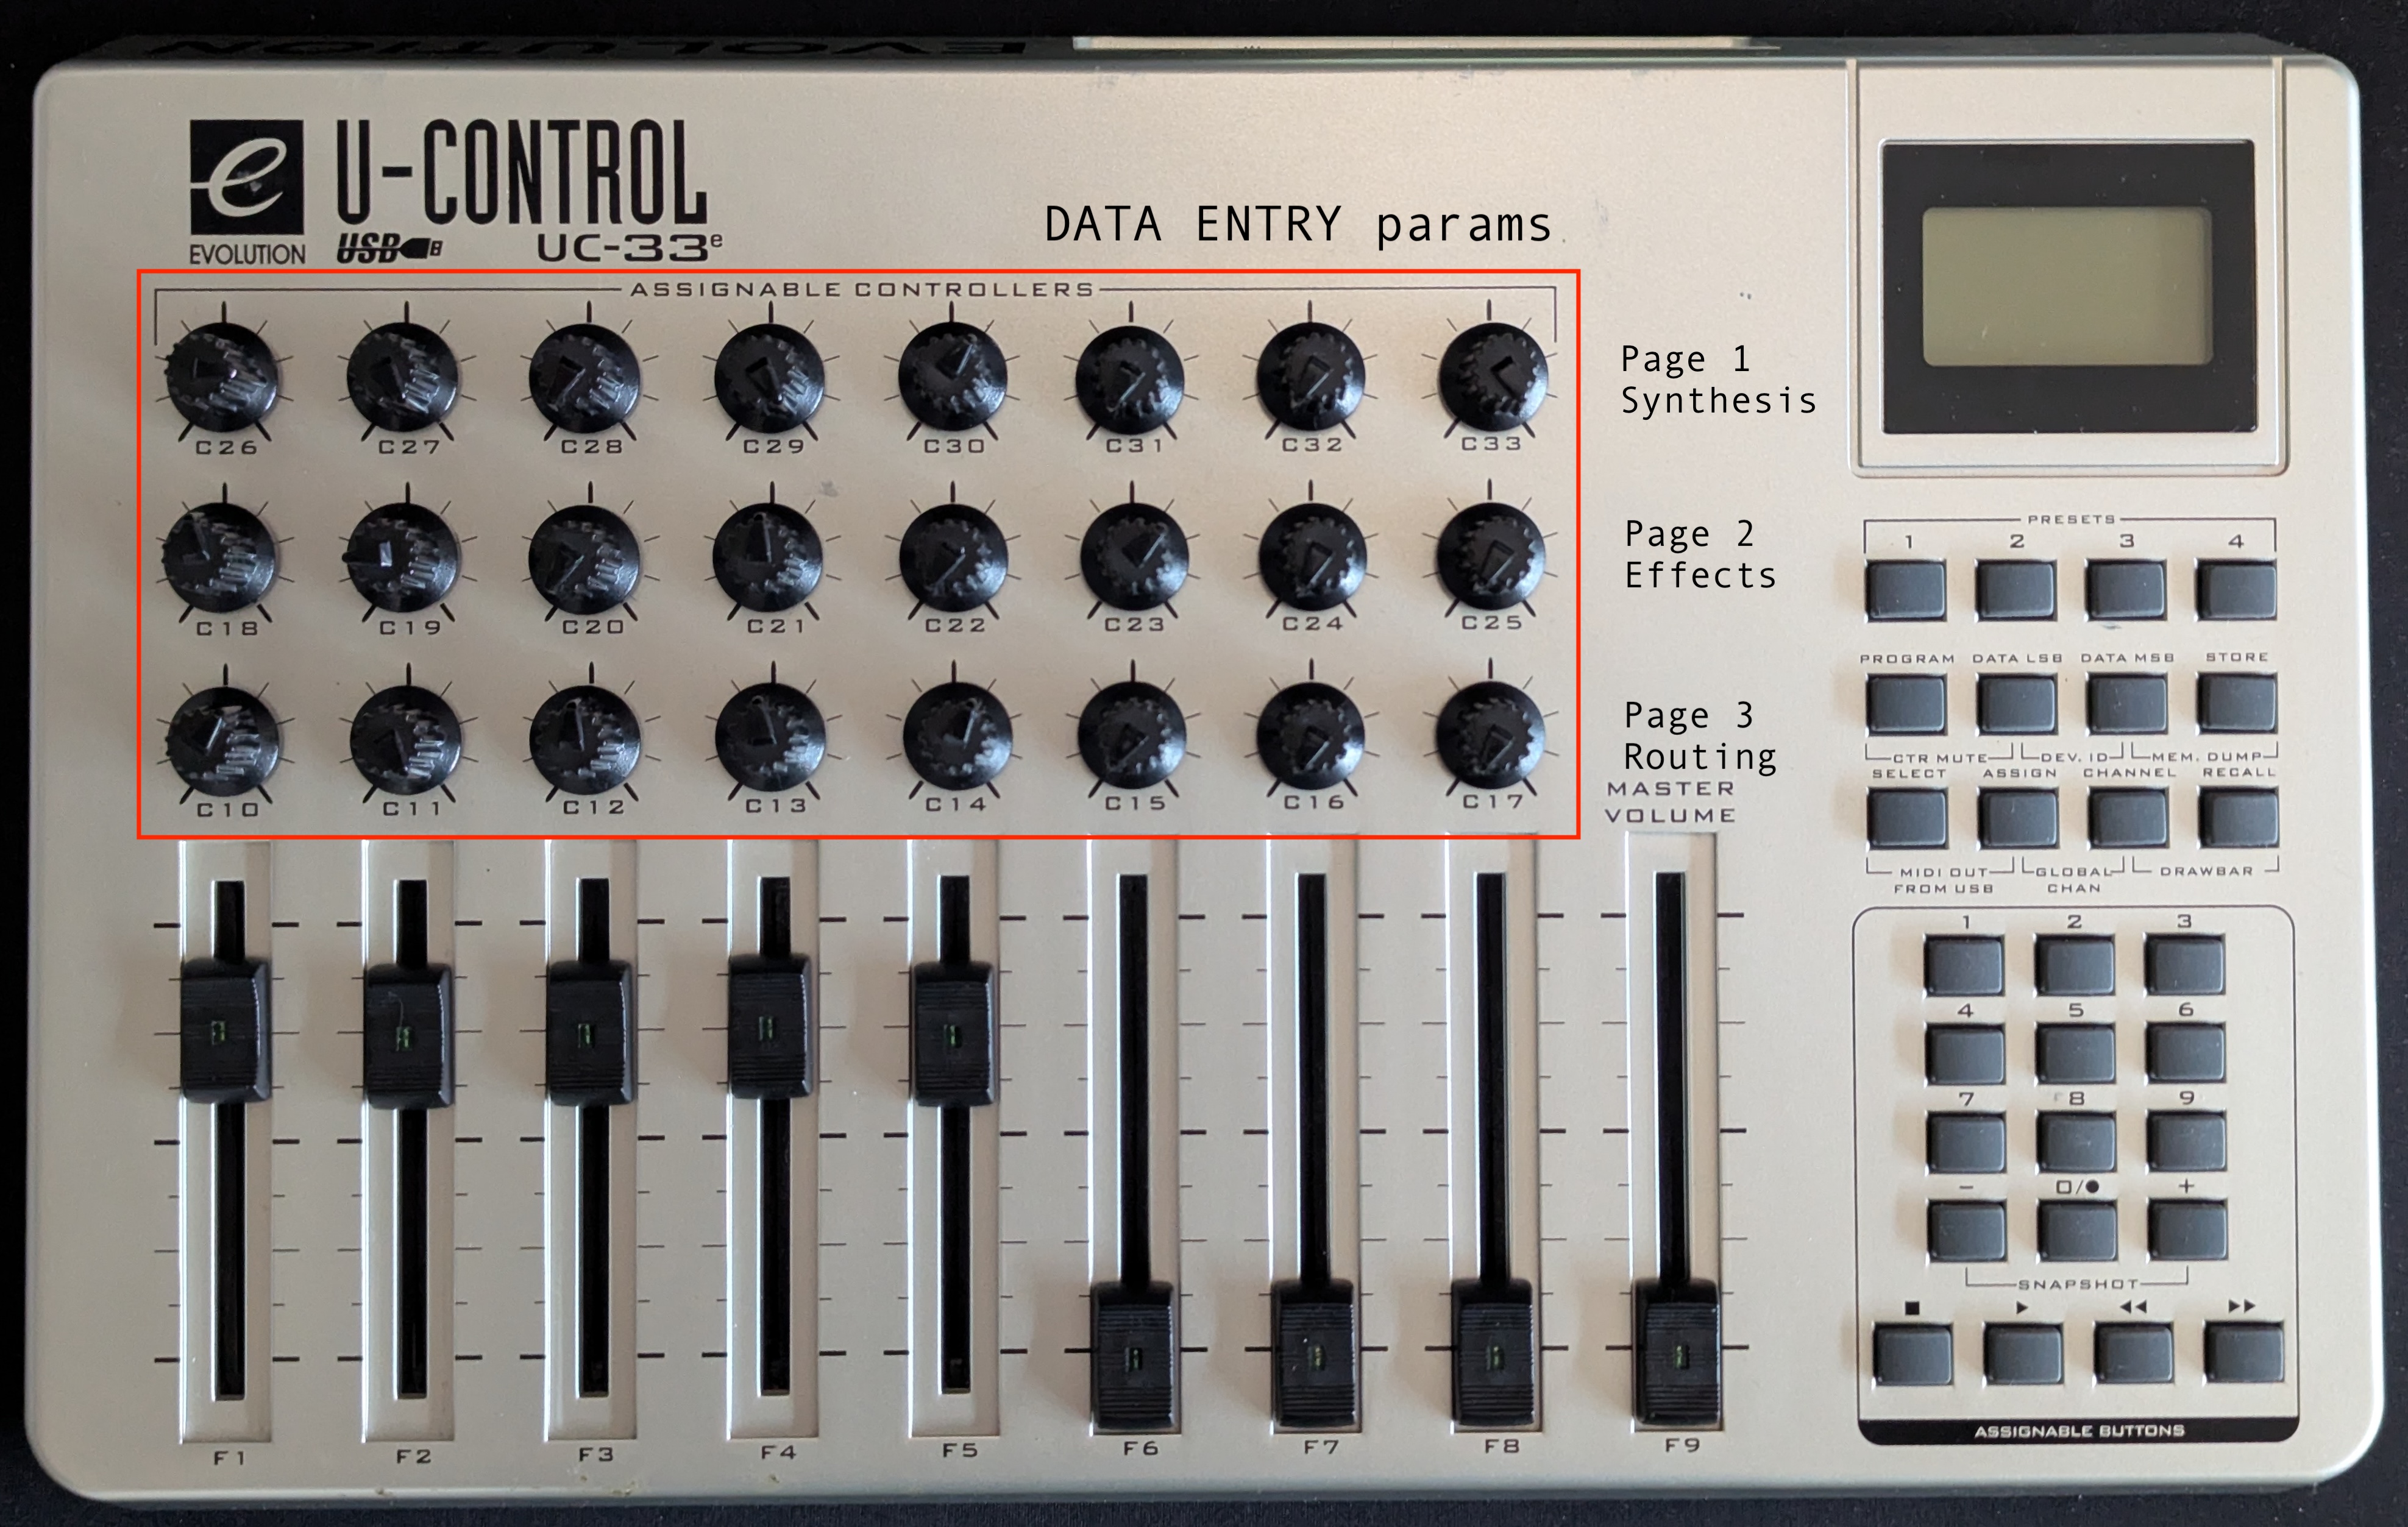 EVOLUTION
e U-CONTROL
EVOLUTION USB UC-33e
DATA ENTRY params
ASSIGNABLE CONTROLLERS
C26 C27 C28 C29 C30 C31 C32 C33
Page 1
Synthesis
C18 C19 C20 C21 C22 C23 C24 C25
Page 2
Effects
C10 C11 C12 C13 C14 C15 C16 C17
Page 3
Routing
MASTER
VOLUME
F1 F2 F3 F4 F5 F6 F7 F8 F9
PRESETS
1 2 3 4
PROGRAM DATA LSB DATA MSB STORE
CTR MUTE DEV. ID MEM. DUMP
SELECT ASSIGN CHANNEL RECALL
MIDI OUT GLOBAL DRAWBAR
FROM USB CHAN
1 2 3
4 5 6
7 8 9
- 0/● +
SNAPSHOT
■ ▶ ◀◀ ▶▶
ASSIGNABLE BUTTONS